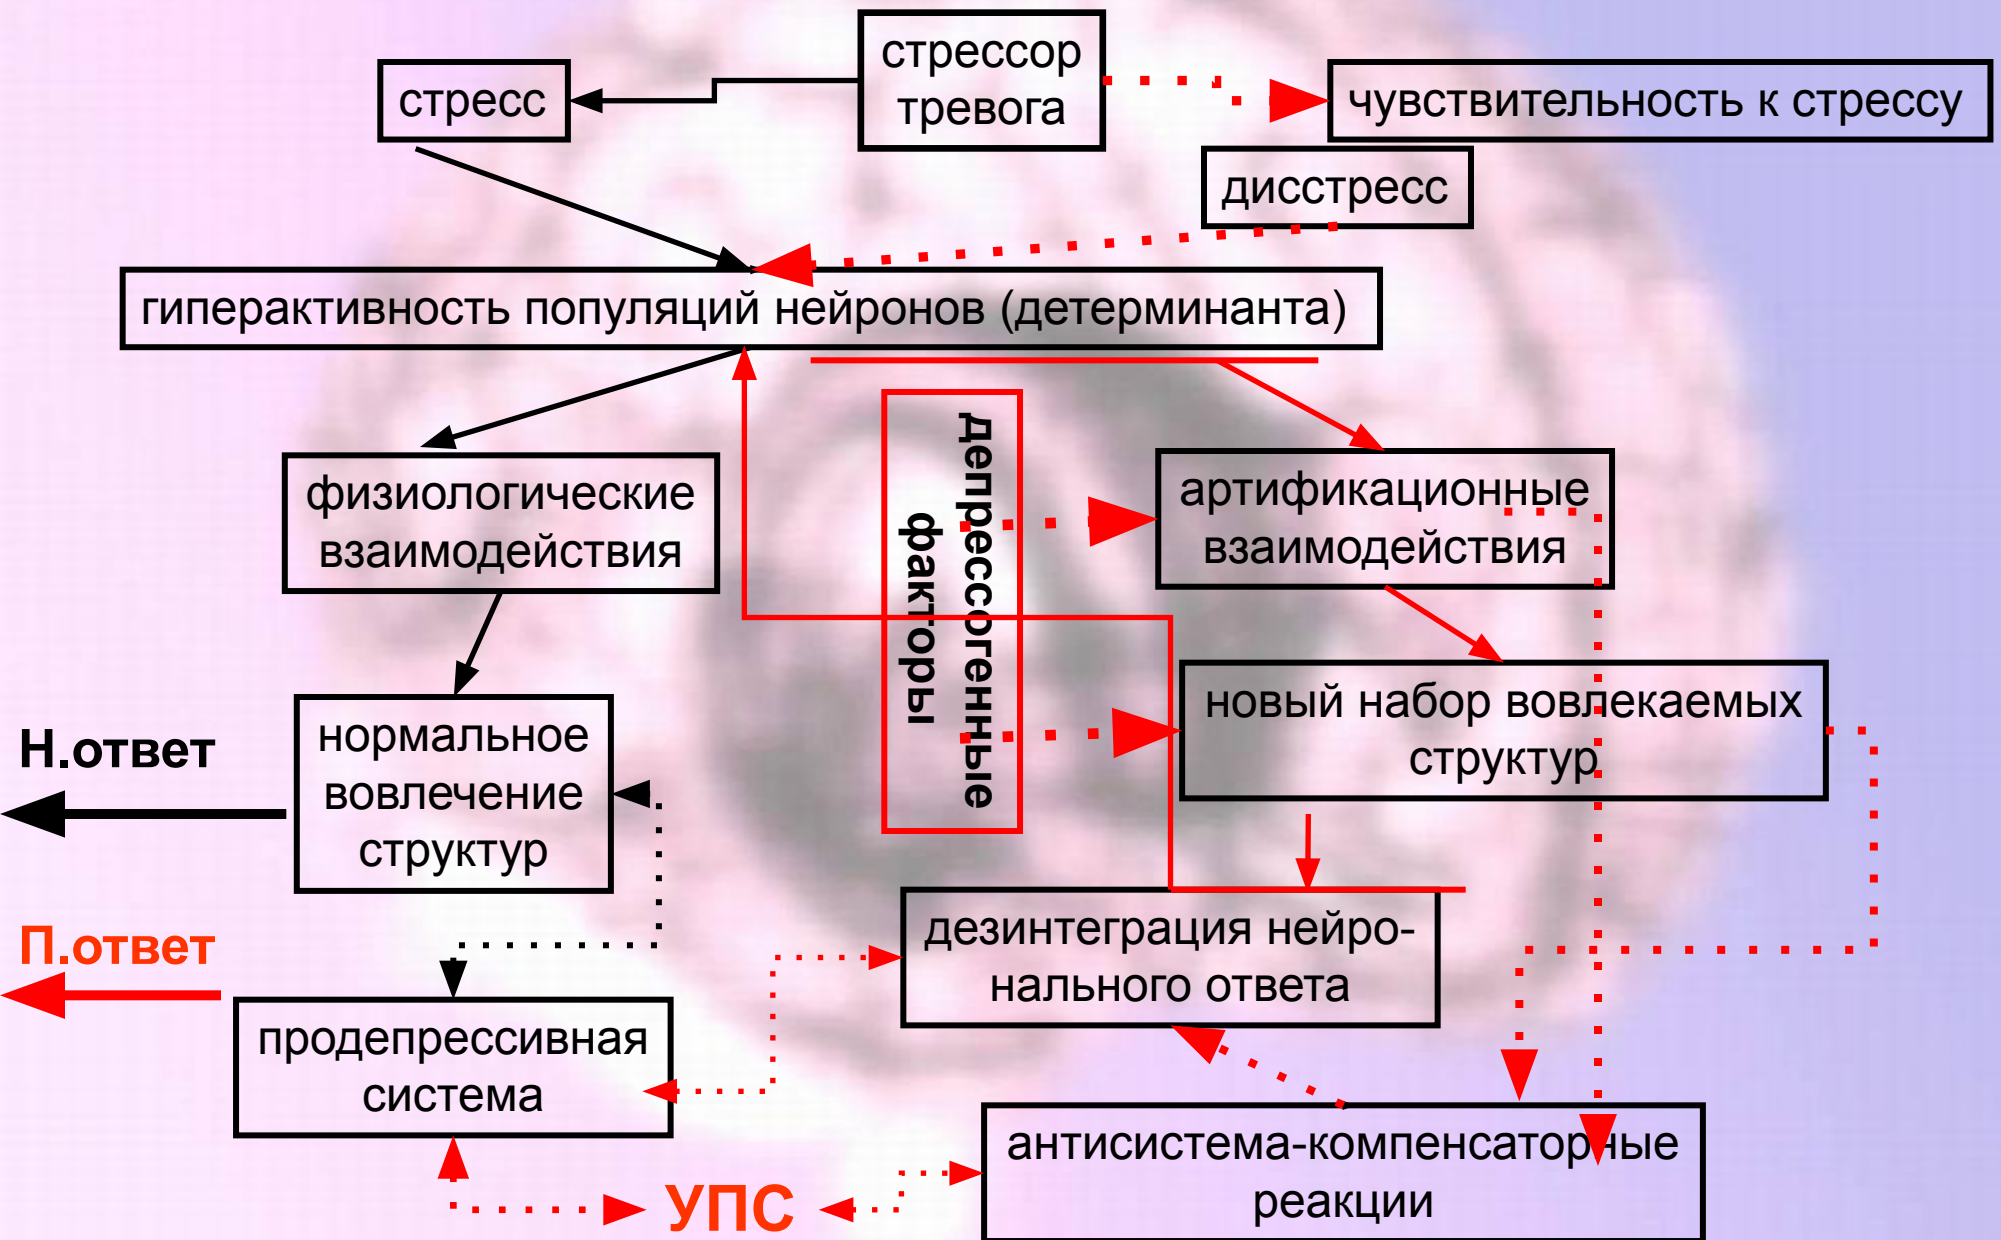 стрессор
тревога
стресс
чувствительность к стрессу
дисстресс
гиперактивность популяций нейронов (детерминанта)
депрессогенные
факторы
физиологические
взаимодействия
артификационные
взаимодействия
новый набор вовлекаемых
структур
Н.ответ
нормальное
вовлечение
структур
П.ответ
дезинтеграция нейро-
нального ответа
продепрессивная
система
антисистема-компенсаторные
реакции
УПС